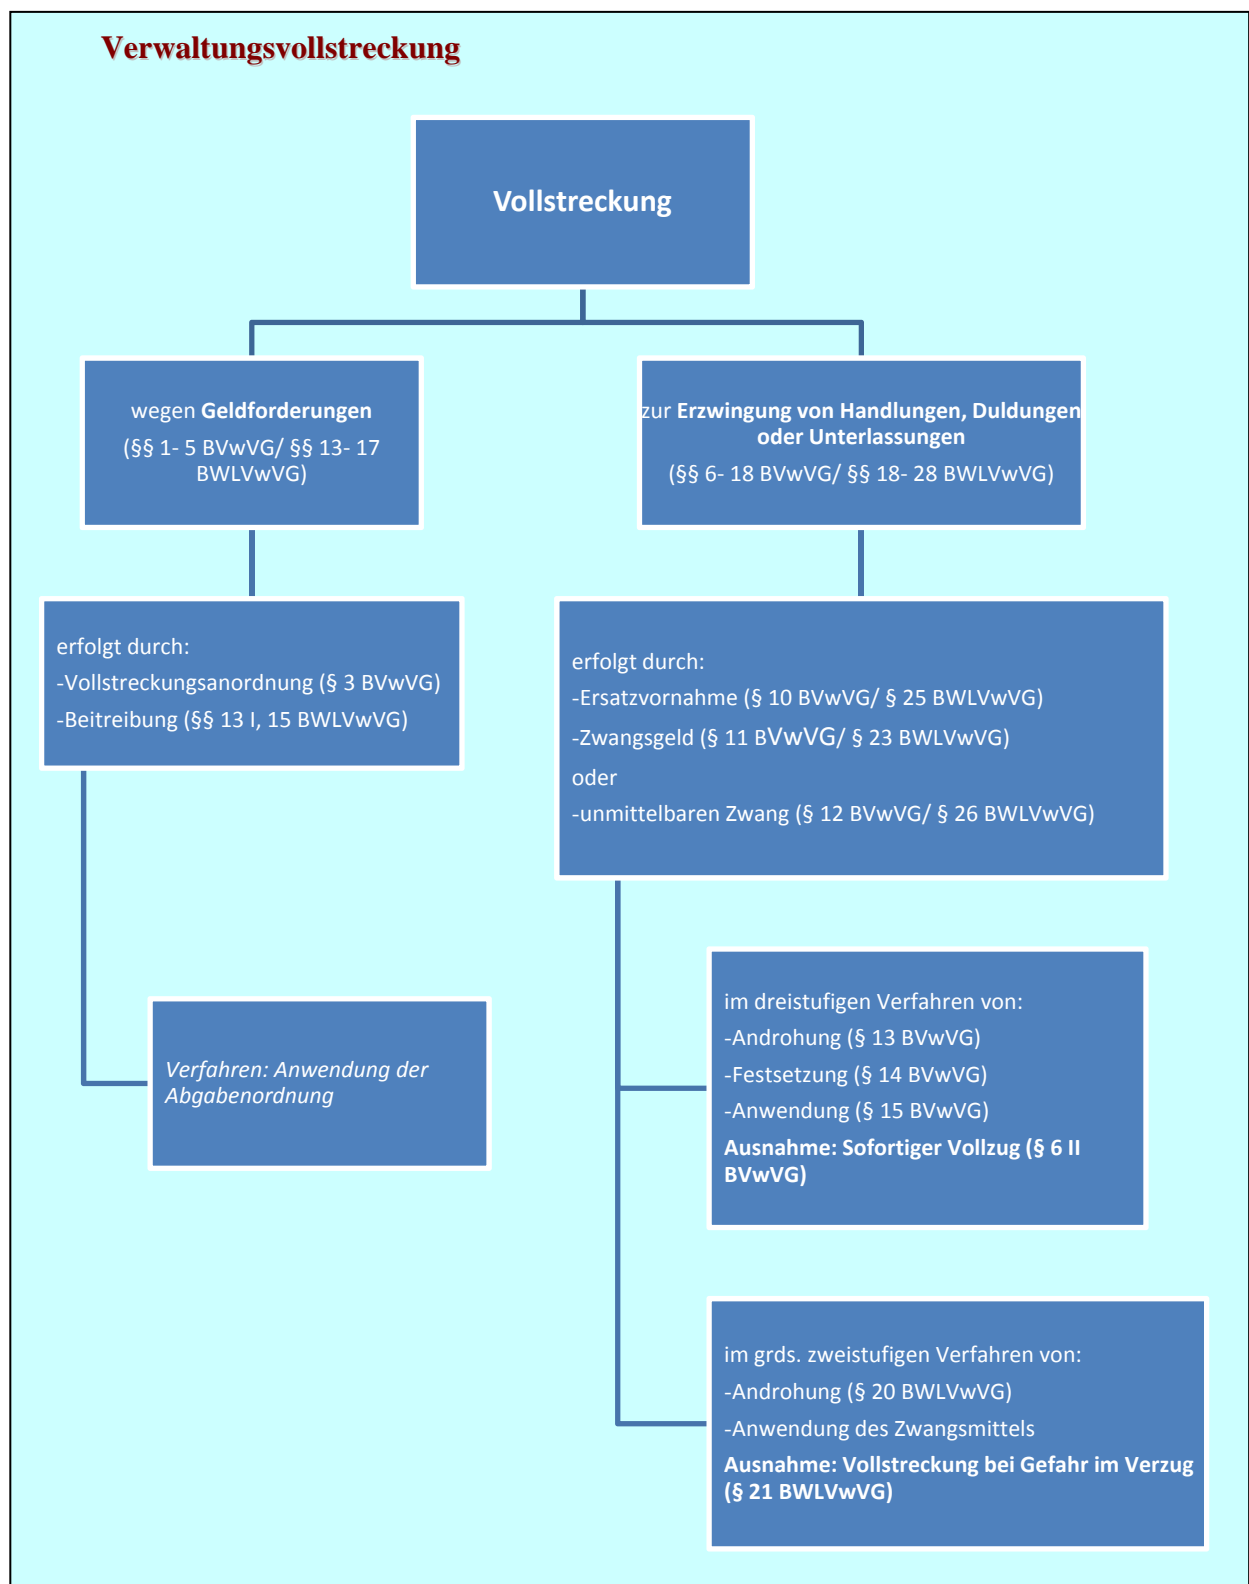 Verwaltungsvollstreckung
Vollstreckung
wegen Geldforderungen
(§§ 1- 5 BVwVG/ §§ 13- 17
BWLVwVG)
zur Erzwingung von Handlungen, Duldungen
oder Unterlassungen
(§§ 6- 18 BVwVG/ §§ 18- 28 BWLVwVG)
erfolgt durch:
-Vollstreckungsanordnung (§ 3 BVwVG)
-Beitreibung (§§ 13 I, 15 BWLVwVG)
erfolgt durch:
-Ersatzvornahme (§ 10 BVwVG/ § 25 BWLVwVG)
-Zwangsgeld (§ 11 BVwVG/ § 23 BWLVwVG)
oder
-unmittelbaren Zwang (§ 12 BVwVG/ § 26 BWLVwVG)
Verfahren: Anwendung der
Abgabenordnung
im dreistufigen Verfahren von:
-Androhung (§ 13 BVwVG)
-Festsetzung (§ 14 BVwVG)
-Anwendung (§ 15 BVwVG)
Ausnahme: Sofortiger Vollzug (§ 6 II
BVwVG)
im grds. zweistufigen Verfahren von:
-Androhung (§ 20 BWLVwVG)
-Anwendung des Zwangsmittels
Ausnahme: Vollstreckung bei Gefahr im Verzug
(§ 21 BWLVwVG)